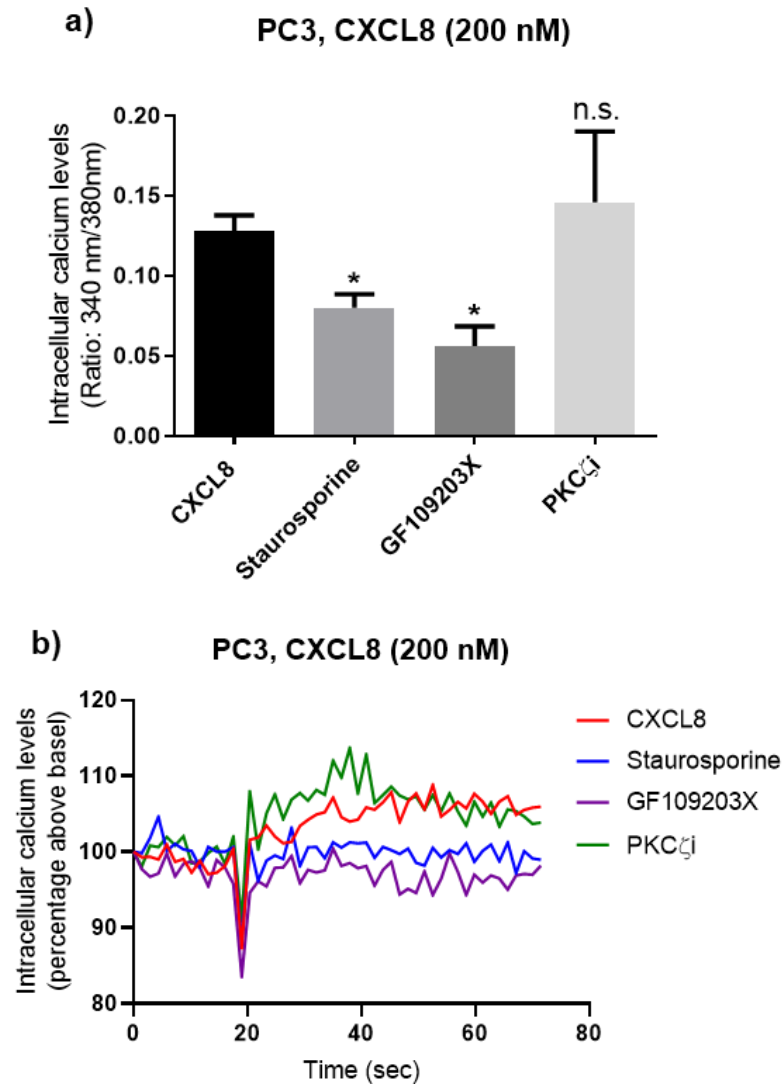 a)
PC3, CXCL8 (200 nM)
Intracellular calcium levels
(Ratio: 340 nm/380nm)
0.20
0.15
0.10
0.05
0.00
*
*
n.s.
CXCL8
Staurosporine
GF109203X
PKCζi
b)
PC3, CXCL8 (200 nM)
Intracellular calcium levels
(percentage above basel)
120
110
100
90
80
0 20 40 60 80
Time (sec)
CXCL8
Staurosporine
GF109203X
PKCζi